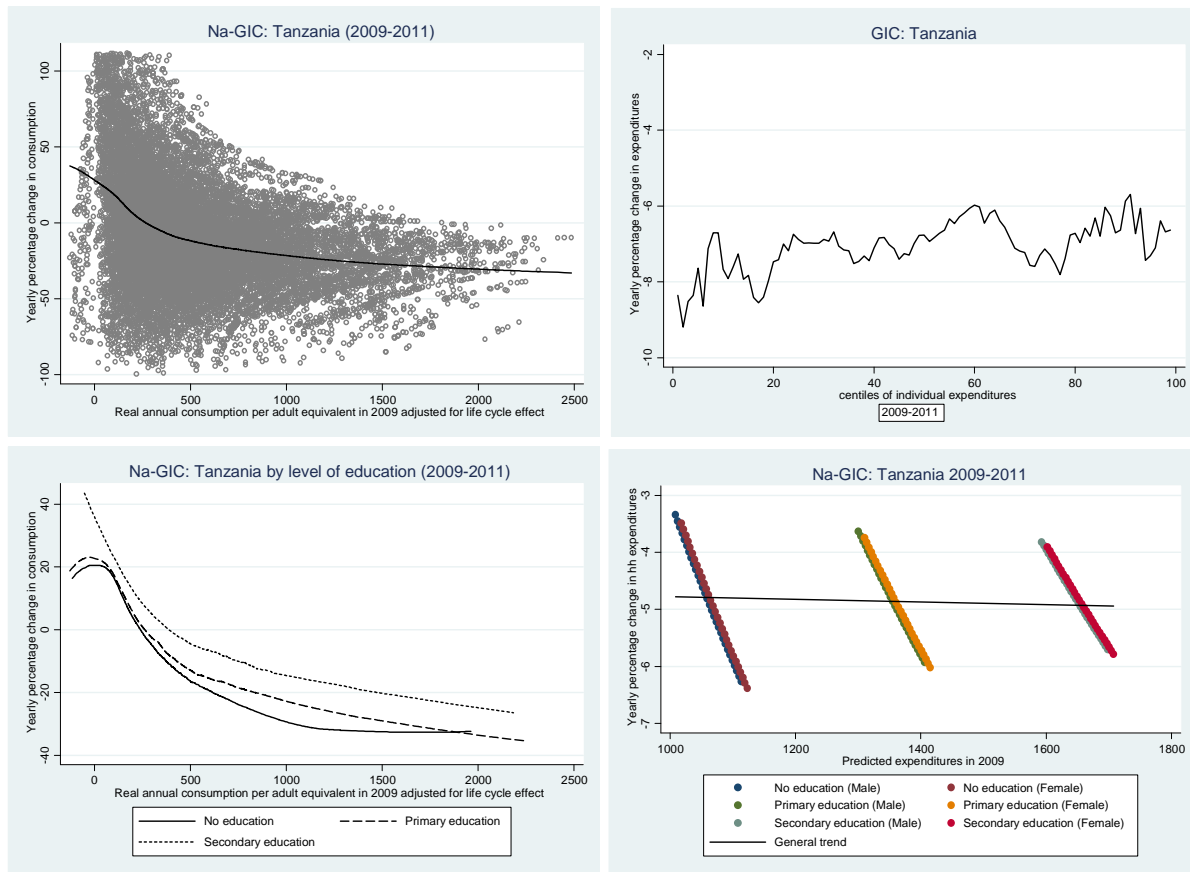 Na-GIC: Tanzania (2009-2011)
Yearly percentage change in consumption
100
50
0
-50
-100
0 500 1000 1500 2000 2500
Real annual consumption per adult equivalent in 2009 adjusted for life cycle effect
GIC: Tanzania
Yearly percentage change in expenditures
-2
-4
-6
-8
-10
0 20 40 60 80 100
centiles of individual expenditures
2009-2011
Na-GIC: Tanzania by level of education (2009-2011)
Yearly percentage change in consumption
40
20
0
-20
-40
0 500 1000 1500 2000 2500
Real annual consumption per adult equivalent in 2009 adjusted for life cycle effect
No education Primary education
Secondary education
Na-GIC: Tanzania 2009-2011
Yearly percentage change in hh expenditures
-3
-4
-5
-6
-7
1000 1200 1400 1600 1800
Predicted expenditures in 2009
No education (Male) No education (Female)
Primary education (Male) Primary education (Female)
Secondary education (Male) Secondary education (Female)
General trend